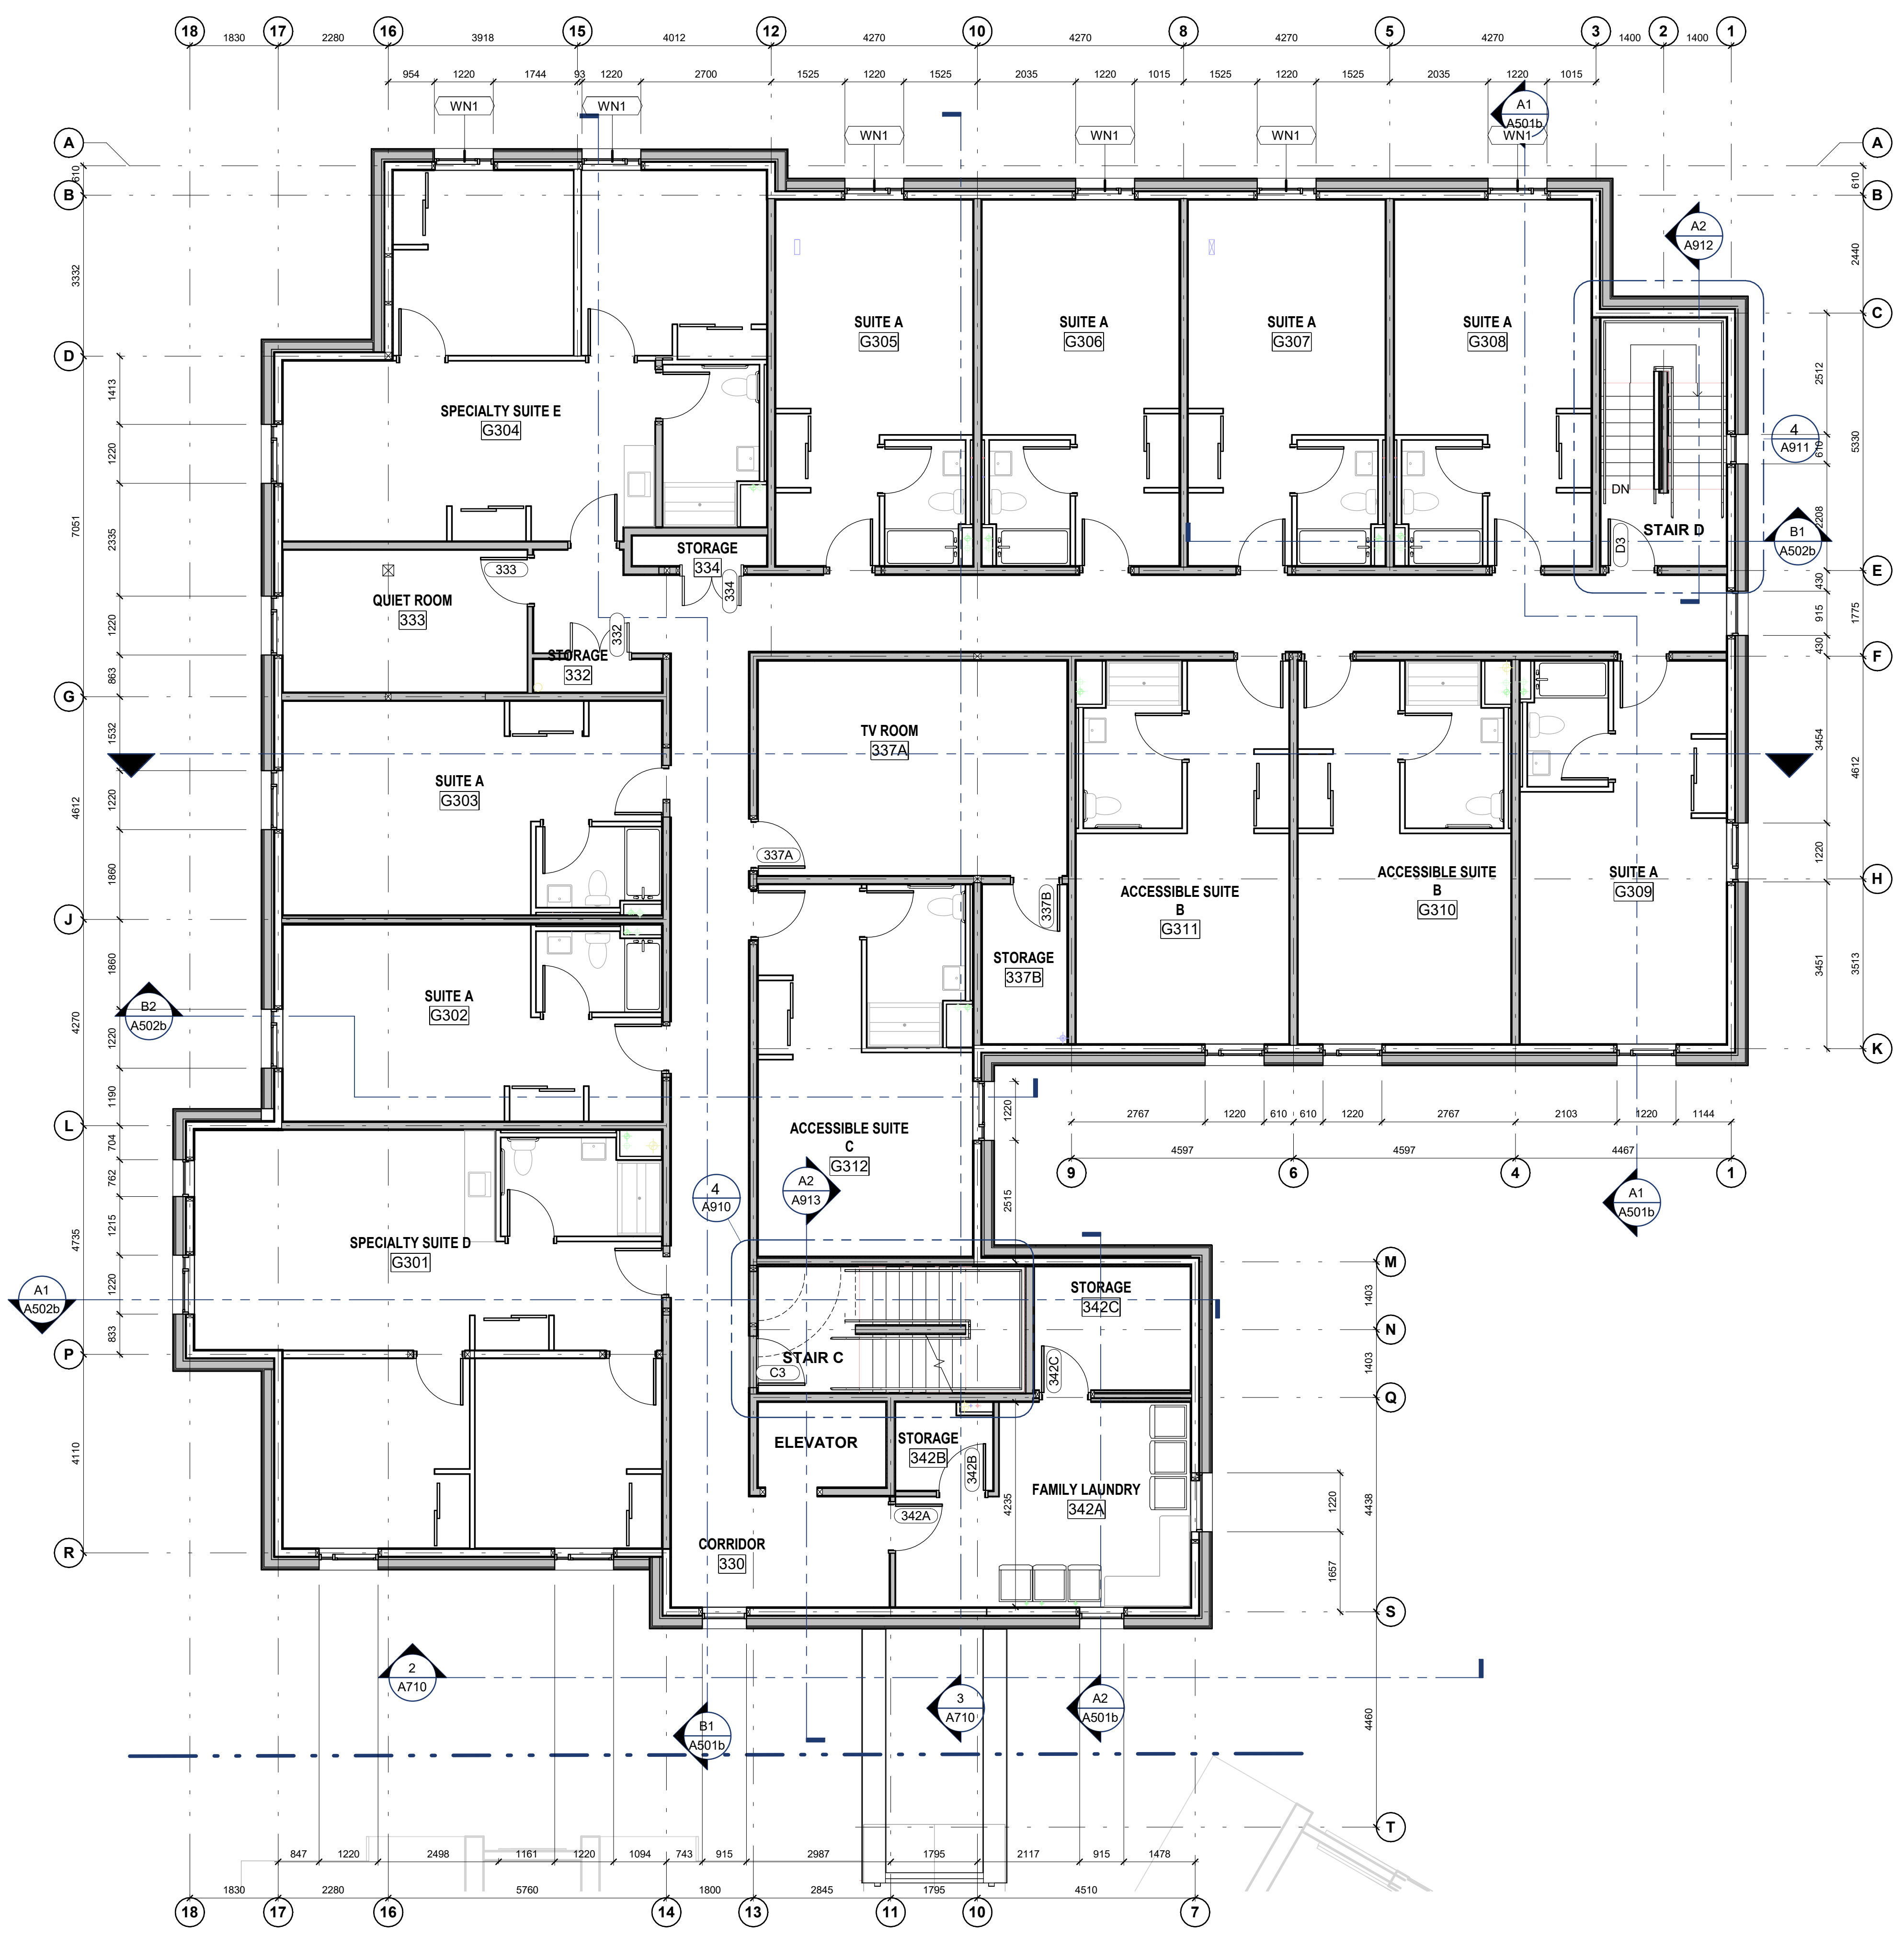 18 17 16 15 12 10 8 5 3 2 1
1830 2280 3918 4012 4270 4270 4270 4270 1400 1400
954 1220 1744 93 1220 2700 1525 1220 1525 2035 1220 1015 1525 1220 1525 2035 1220 1015
WN1 WN1 WN1 WN1 WN1 WN1
A1
A501b
A A
610 610
B B
A2
A912
3332 2440
C
SUITE A SUITE A SUITE A SUITE A
G305 G306 G307 G308
D
1413 2512
SPECIALTY SUITE E
G304
4
A911
1220 610 5330
DN
7051 2335 2208
STAIR D
D3
B1
A502b
STORAGE
334
334
333
E
430
QUIET ROOM
333
332
1220 915 1775
STORAGE
332
430
F
863
G
1532
TV ROOM
337A
3454
SUITE A
G303
4612 1220 4612
337A
1220
1860
ACCESSIBLE SUITE
B
G310
SUITE A
G309
H
ACCESSIBLE SUITE
B
G311
337B
J
1860
STORAGE
337B
3451 3513
SUITE A
G302
B2
A502b
4270 1220
K
1190
1220
2767 1220 610 610 1220 2767 2103 1220 1144
L
704
ACCESSIBLE SUITE
C
G312
4597 4597 4467
9 6 4 1
762
4
A910
A2
A913
2515
A1
A501b
4735 1215
SPECIALTY SUITE D
G301
M
1220
A1
A502b
STORAGE
342C
1403
833
N
P
STAIR C
C3
342C
1403
Q
4110
ELEVATOR
STORAGE
342B
342B
FAMILY LAUNDRY
342A
4235 1220 4438
342A
CORRIDOR
330
R
1657
S
2
A710
3
A710
A2
A501b
B1
A501b
4460
T
847 1220 2498 1161 1220 1094 743 915 2987 1795 2117 915 1478
1830 2280 5760 1800 2845 1795 4510
18 17 16 14 13 11 10 7